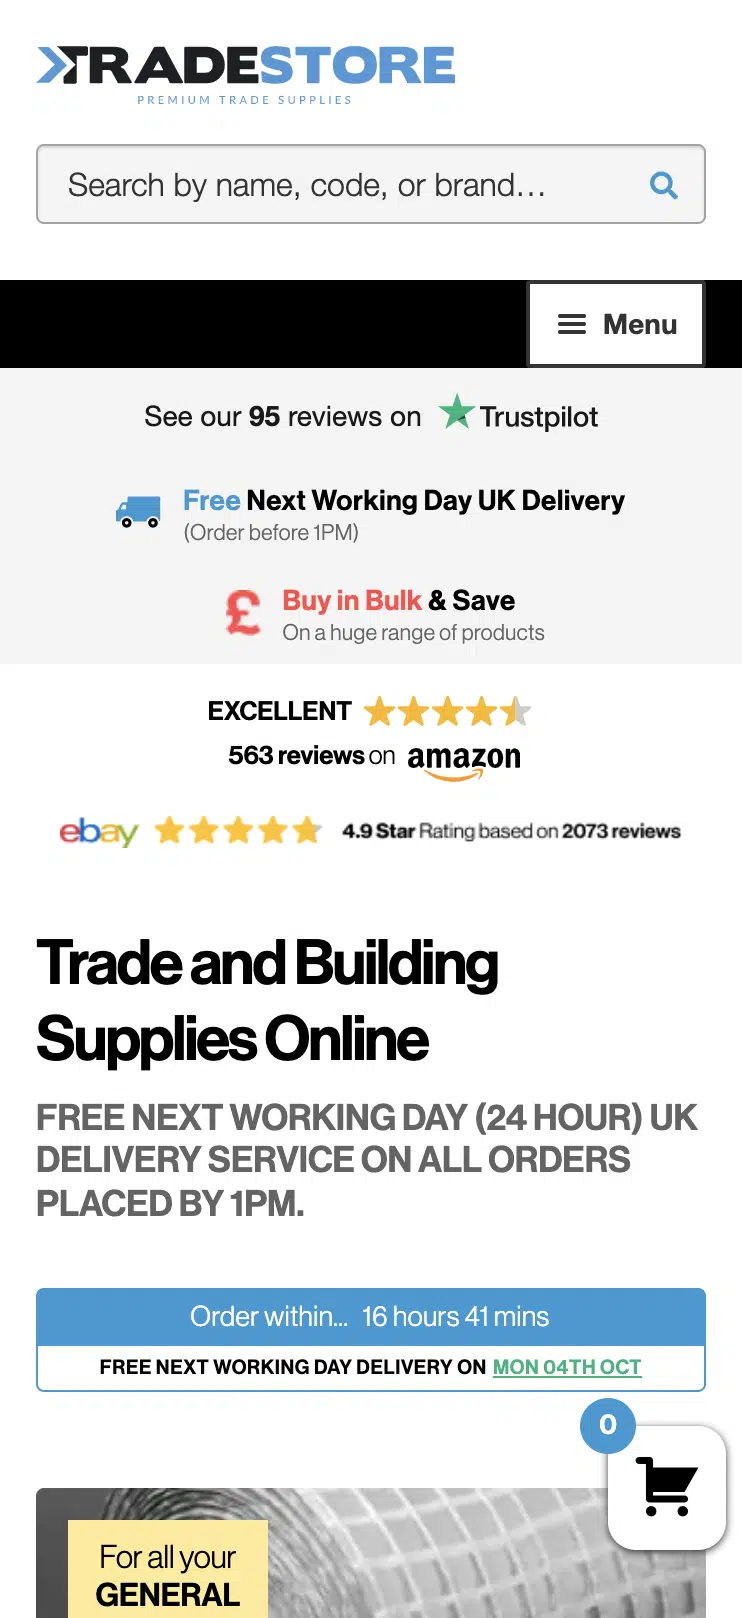 TRADESTORE
PREMIUM TRADE SUPPLIES
Search by name, code, or brand...
Menu
See our 95 reviews on Trustpilot
Free Next Working Day UK Delivery
(Order before 1PM)
£ Buy in Bulk & Save
On a huge range of products
EXCELLENT
563 reviews on amazon
ebay 4.9 Star Rating based on 2073 reviews
Trade and Building
Supplies Online
FREE NEXT WORKING DAY (24 HOUR) UK
DELIVERY SERVICE ON ALL ORDERS
PLACED BY 1PM.
Order within... 16 hours 41 mins
FREE NEXT WORKING DAY DELIVERY ON MON 04TH OCT
0
For all your
GENERAL